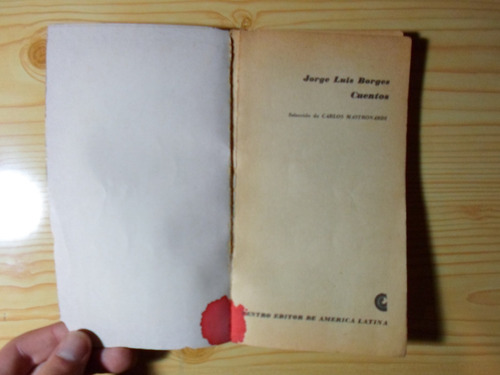 Jorge Luis Borges
Cuentos
Selección de CARLOS MASTRONARDI
CENTRO EDITOR DE AMERICA LATINA